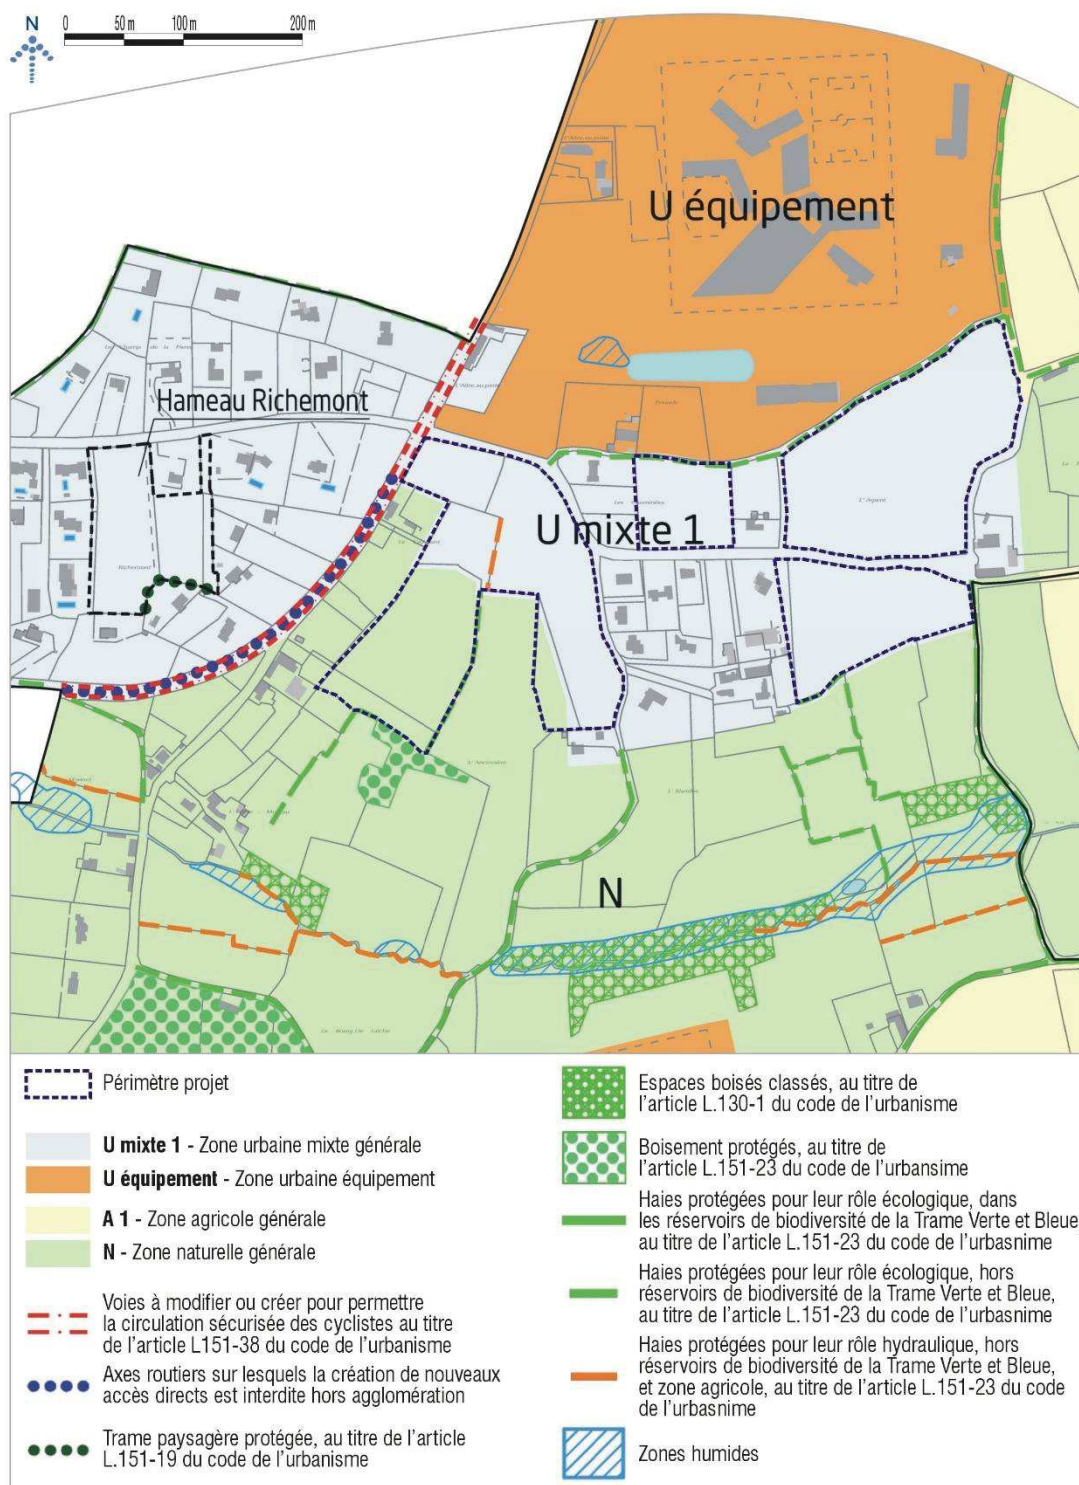 N
0 50 m 100 m 200 m
U équipement
Hameau Richemont
Richemont
L'Argent
U mixte 1
N
Périmètre projet
U mixte 1 - Zone urbaine mixte générale
U équipement - Zone urbaine équipement
A 1 - Zone agricole générale
N - Zone naturelle générale
Voies à modifier ou créer pour permettre
la circulation sécurisée des cyclistes au titre
de l'article L151-38 du code de l'urbanisme
Axes routiers sur lesquels la création de nouveaux
accès directs est interdite hors agglomération
Trame paysagère protégée, au titre de l'article
L.151-19 du code de l'urbanisme
Espaces boisés classés, au titre de
l'article L.130-1 du code de l'urbanisme
Boisement protégés, au titre de
l'article L.151-23 du code de l'urbansime
Haies protégées pour leur rôle écologique, dans
les réservoirs de biodiversité de la Trame Verte et Bleue
au titre de l'article L.151-23 du code de l'urbasnime
Haies protégées pour leur rôle écologique, hors
réservoirs de biodiversité de la Trame Verte et Bleue,
au titre de l'article L.151-23 du code de l'urbasnime
Haies protégées pour leur rôle hydraulique, hors
réservoirs de biodiversité de la Trame Verte et Bleue,
et zone agricole, au titre de l'article L.151-23 du code
de l'urbasnime
Zones humides